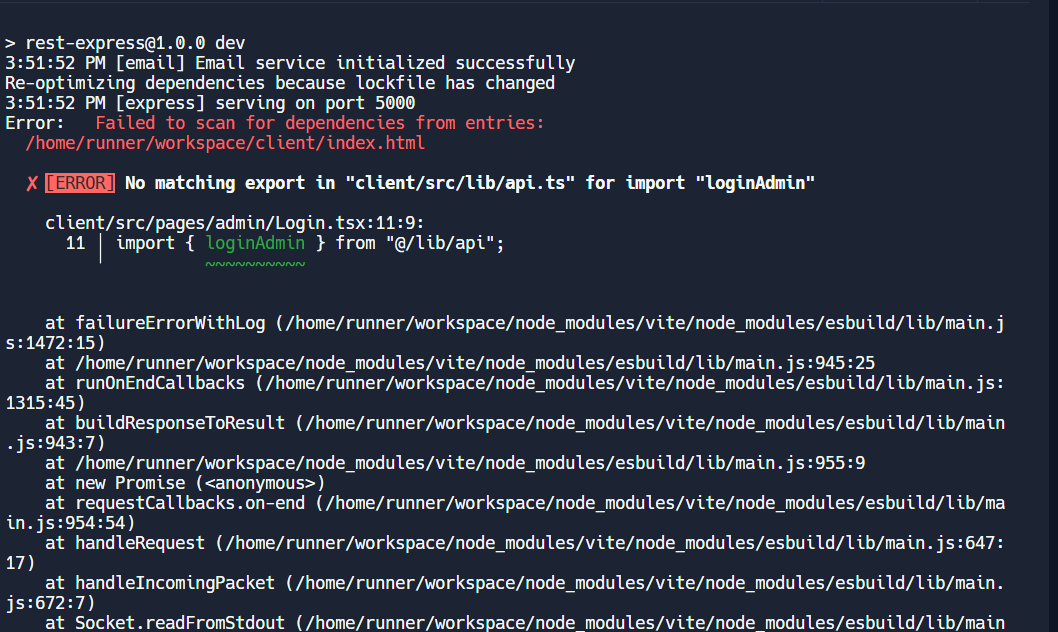 > rest-express@1.0.0 dev
3:51:52 PM [email] Email service initialized successfully
Re-optimizing dependencies because lockfile has changed
3:51:52 PM [express] serving on port 5000
Error:   Failed to scan for dependencies from entries:
  /home/runner/workspace/client/index.html

  ✗ [ERROR] No matching export in "client/src/lib/api.ts" for import "loginAdmin"

    client/src/pages/admin/Login.tsx:11:9:
      11 │ import { loginAdmin } from "@/lib/api";
         │          ~~~~~~~~~~

    at failureErrorWithLog (/home/runner/workspace/node_modules/vite/node_modules/esbuild/lib/main.j
s:1472:15)
    at /home/runner/workspace/node_modules/vite/node_modules/esbuild/lib/main.js:945:25
    at runOnEndCallbacks (/home/runner/workspace/node_modules/vite/node_modules/esbuild/lib/main.js:
1315:45)
    at buildResponseToResult (/home/runner/workspace/node_modules/vite/node_modules/esbuild/lib/main
.js:943:7)
    at /home/runner/workspace/node_modules/vite/node_modules/esbuild/lib/main.js:955:9
    at new Promise (<anonymous>)
    at requestCallbacks.on-end (/home/runner/workspace/node_modules/vite/node_modules/esbuild/lib/ma
in.js:954:54)
    at handleRequest (/home/runner/workspace/node_modules/vite/node_modules/esbuild/lib/main.js:647:
17)
    at handleIncomingPacket (/home/runner/workspace/node_modules/vite/node_modules/esbuild/lib/main.
js:672:7)
    at Socket.readFromStdout (/home/runner/workspace/node_modules/vite/node_modules/esbuild/lib/main